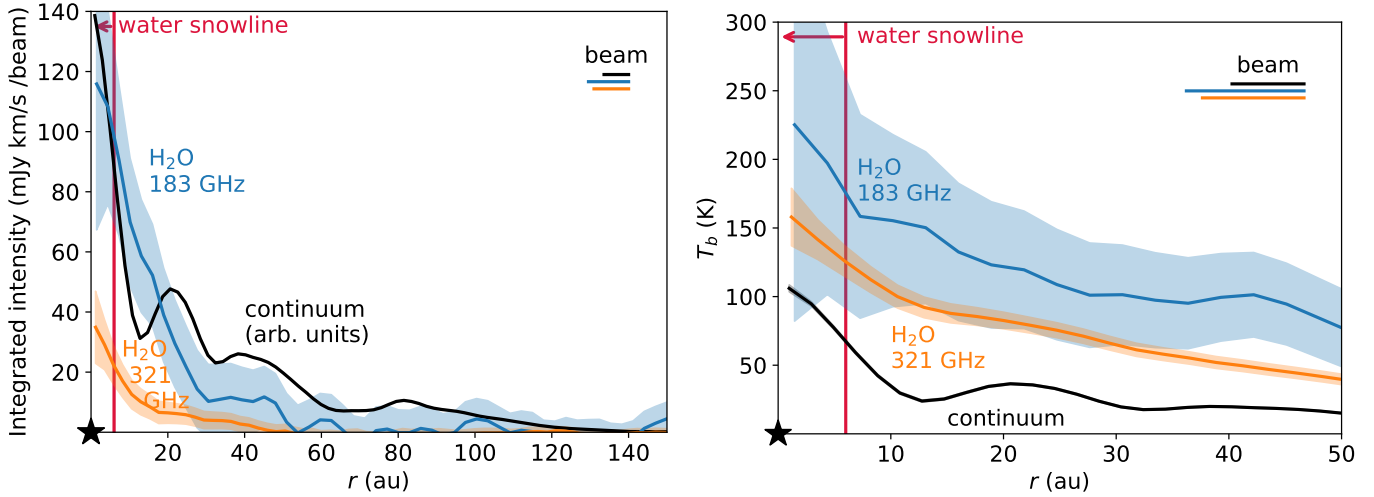 140
120
100
80
60
40
20
Integrated intensity (mJy km/s /beam)
water snowline
beam
H₂O
183 GHz
continuum
(arb. units)
H₂O
321
GHz
20
40
60
80
100
120
140
r (au)
300
250
200
150
100
50
T_b (K)
water snowline
beam
H₂O
183 GHz
H₂O
321 GHz
continuum
10
20
30
40
50
r (au)